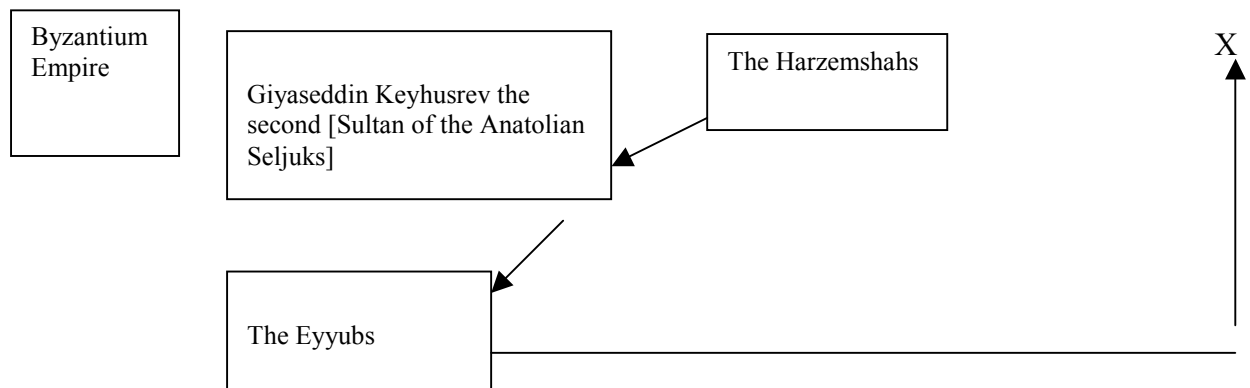 Byzantium
Empire
Giyaseddin Keyhusrev the
second [Sultan of the Anatolian
Seljuks]
The Harzemshahs
X
The Eyyubs